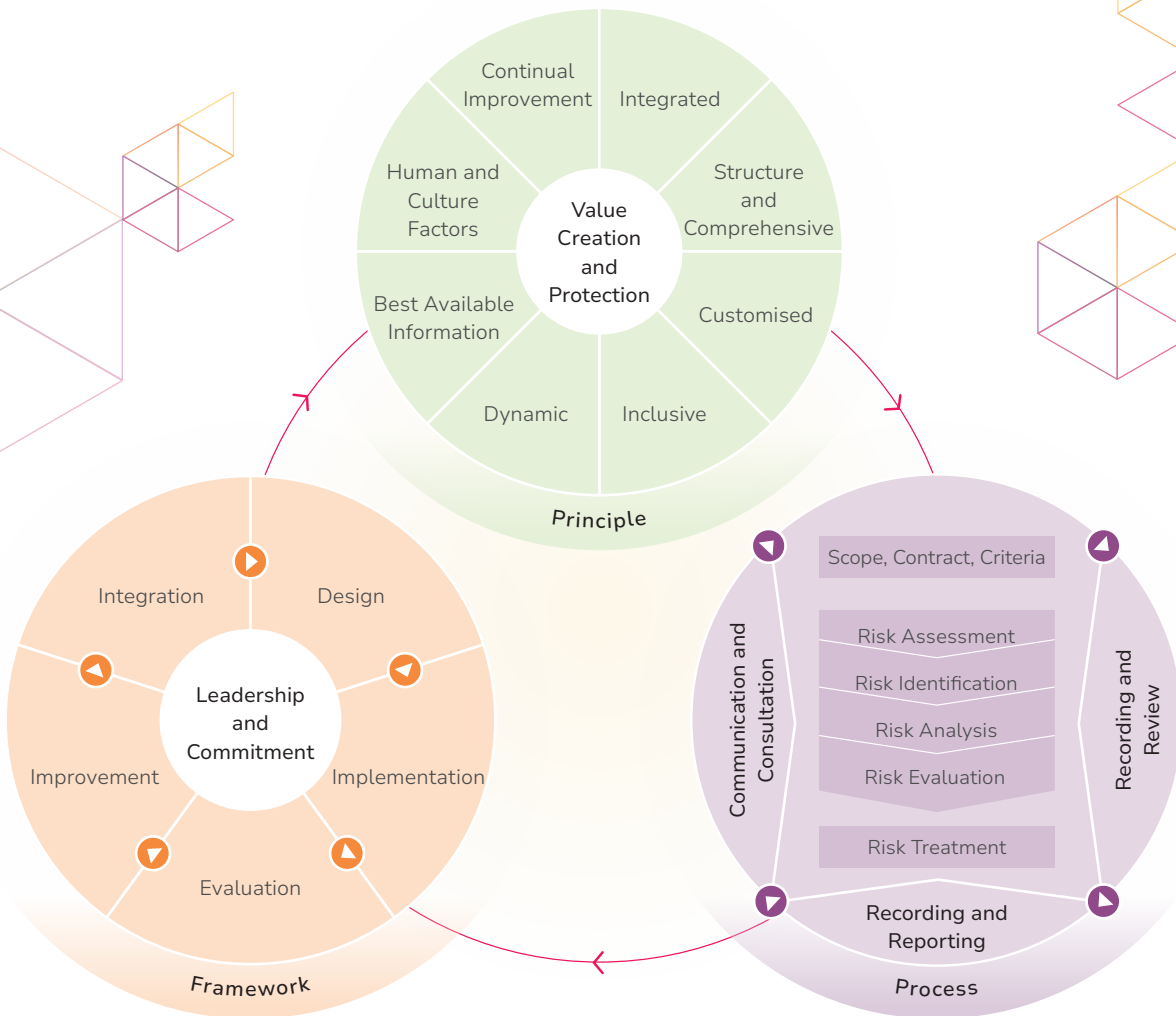 Continual
Improvement
Integrated
Human and
Culture
Factors
Structure
and
Comprehensive
Value
Creation
and
Protection
Best Available
Information
Customised
Dynamic
Inclusive
Principle
Integration
Design
Leadership
and
Commitment
Improvement
Implementation
Evaluation
Framework
Scope, Contract, Criteria
Risk Assessment
Risk Identification
Risk Analysis
Risk Evaluation
Risk Treatment
Communication and
Consultation
Recording and
Review
Recording and
Reporting
Process